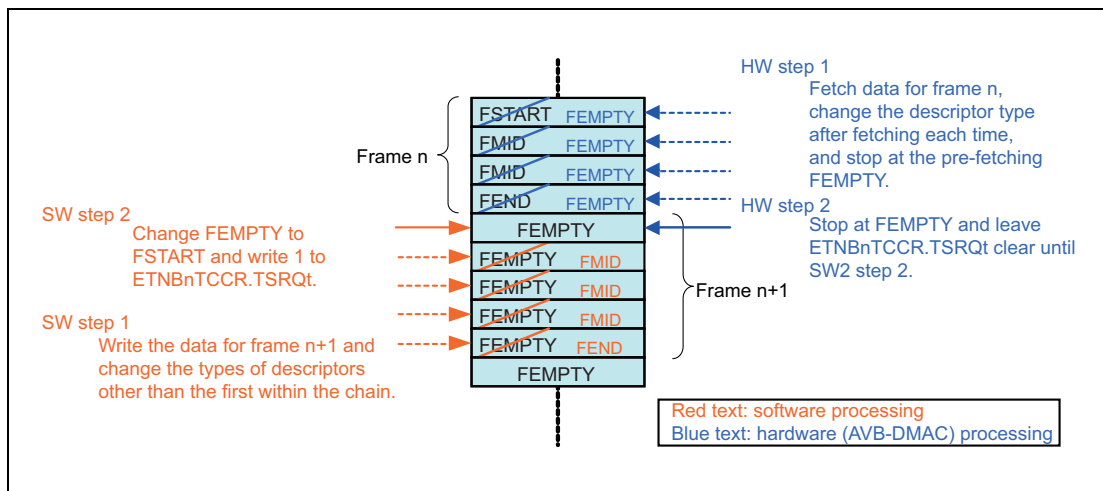 HW step 1
Fetch data for frame n,
change the descriptor type
after fetching each time,
and stop at the pre-fetching
FEMPTY.
FSTART FEMPTY
FMID FEMPTY
Frame n
FMID FEMPTY
FEND FEMPTY
HW step 2
Stop at FEMPTY and leave
ETNBnTCCR.TSRQt clear until
SW2 step 2.
SW step 2
Change FEMPTY to
FSTART and write 1 to
ETNBnTCCR.TSRQt.
FEMPTY
FEMPTY FMID
FEMPTY FMID
Frame n+1
FEMPTY FMID
FEMPTY FEND
FEMPTY
SW step 1
Write the data for frame n+1 and
change the types of descriptors
other than the first within the chain.
Red text: software processing
Blue text: hardware (AVB-DMAC) processing